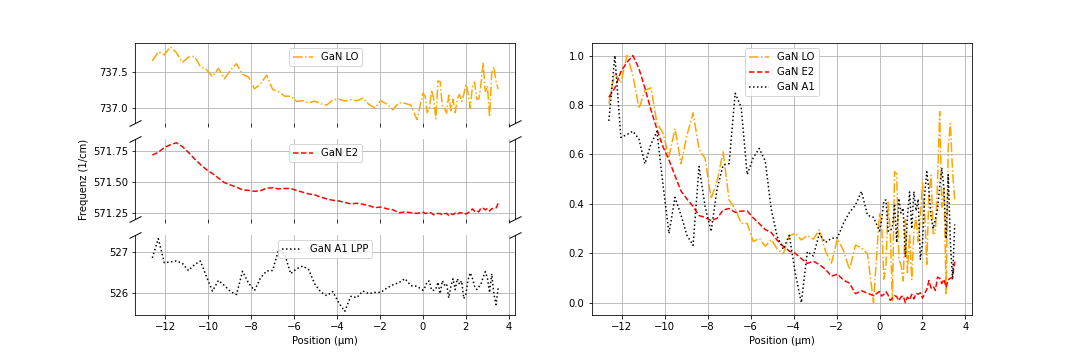 GaN LO
737.5
737.0
GaN E2
571.75
571.50
571.25
Frequenz (1/cm)
GaN A1 LPP
527
526
−12 −10 −8 −6 −4 −2 0 2 4
Position (μm)
GaN LO
GaN E2
GaN A1
1.0
0.8
0.6
0.4
0.2
0.0
−12 −10 −8 −6 −4 −2 0 2 4
Position (μm)